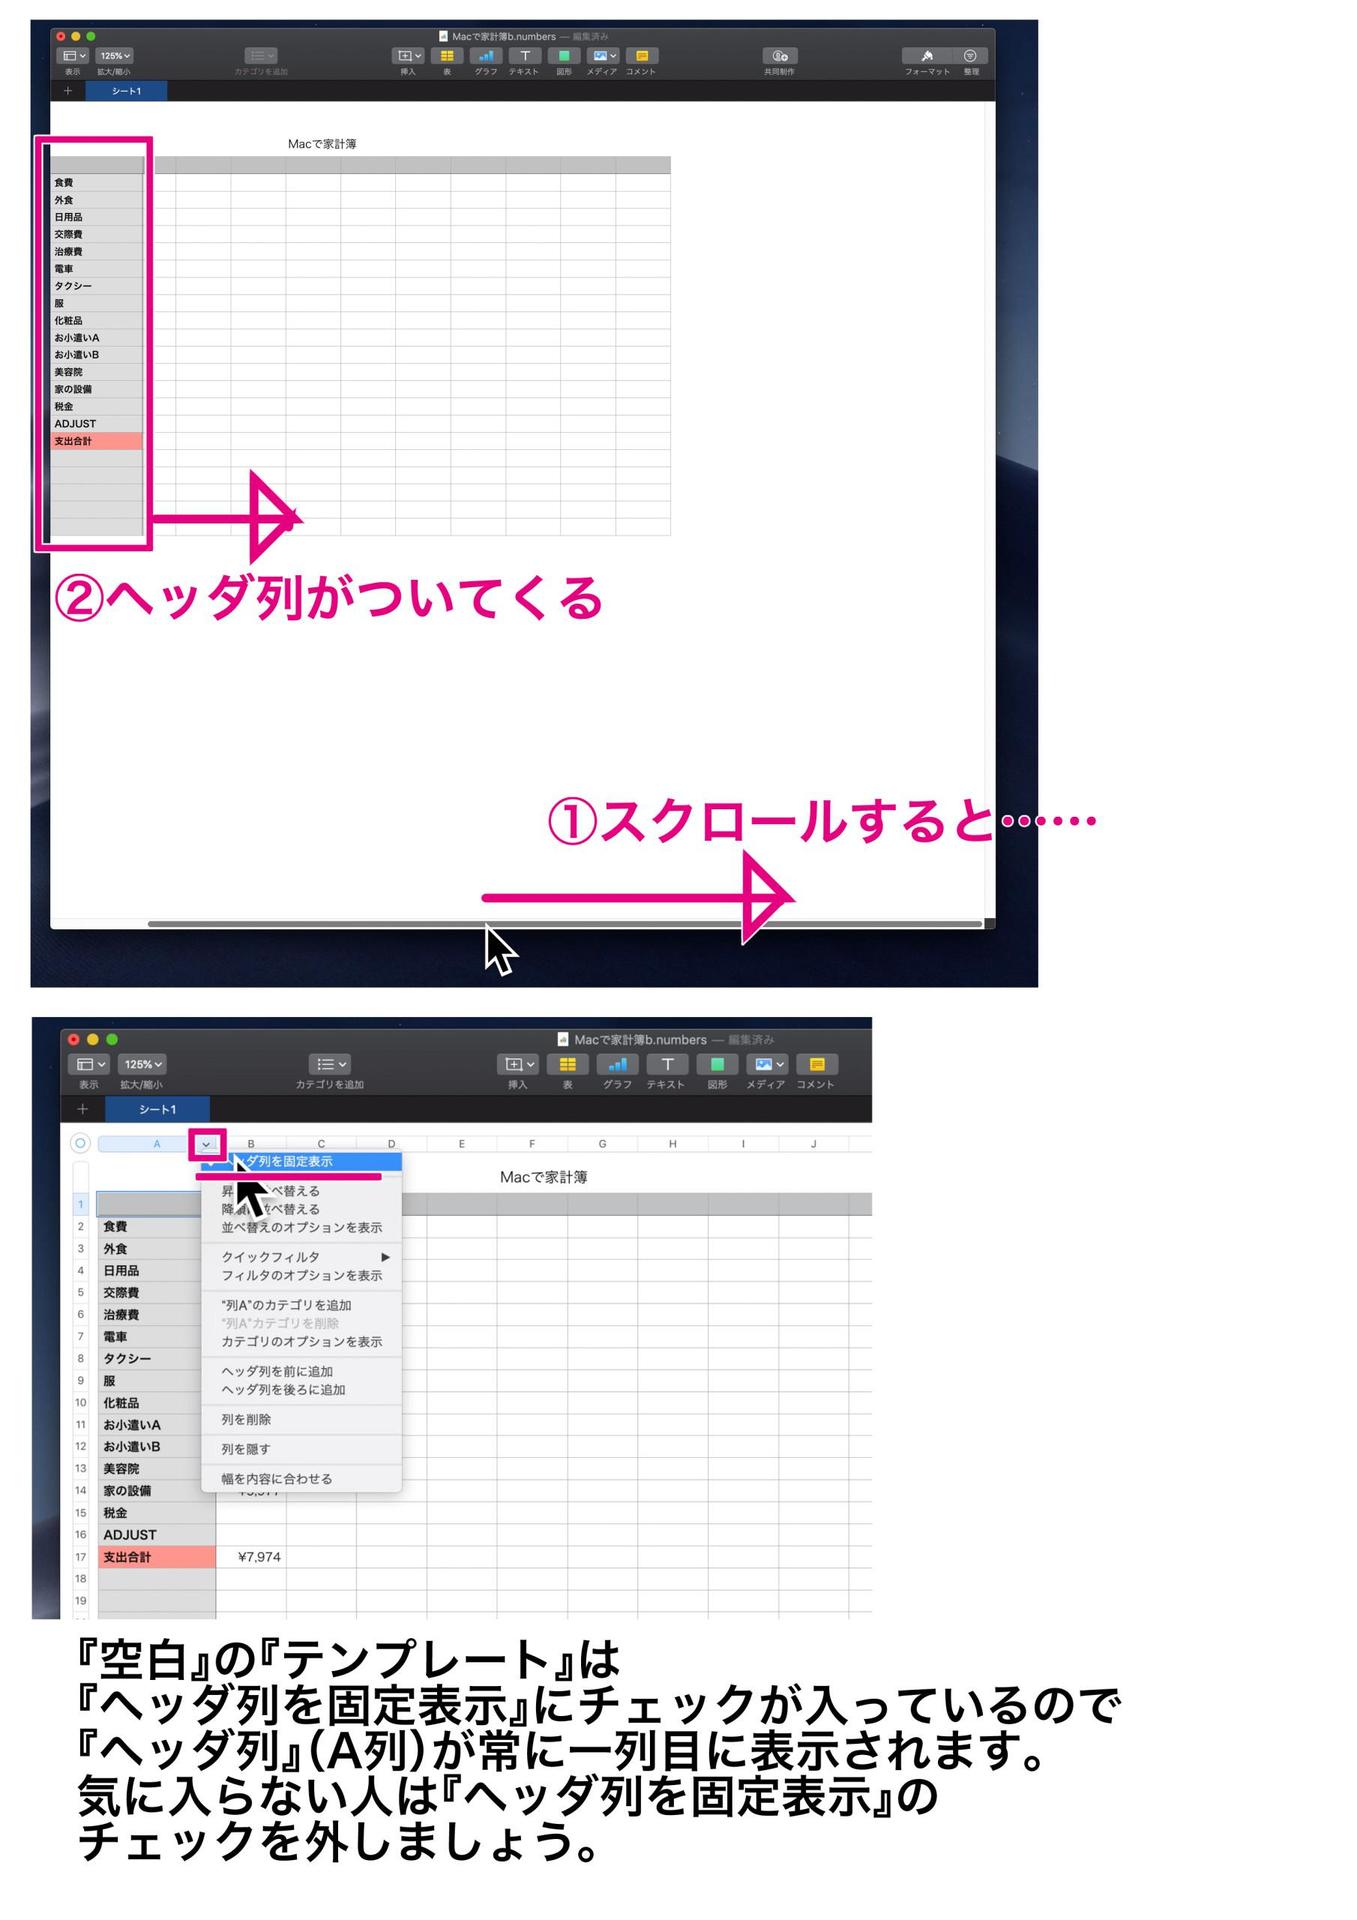 Macで家計簿b.numbers — 編集済み
125%
表示 拡大/縮小 カテゴリを追加 挿入 表 グラフ テキスト 図形 メディア コメント 共同制作 フォーマット 整理
+ シート1
Macで家計簿
食費
外食
日用品
交際費
治療費
電車
タクシー
服
化粧品
お小遣いA
お小遣いB
美容院
家の設備
税金
ADJUST
支出合計
②ヘッダ列がついてくる
①スクロールすると……
Macで家計簿b.numbers — 編集済み
125%
表示 拡大/縮小 カテゴリを追加 挿入 表 グラフ テキスト 図形 メディア コメント
+ シート1
A B C D E F G H I J
ダ列を固定表示
Macで家計簿
べ替える
並べ替える
並べ替えのオプションを表示
クイックフィルタ ▶
フィルタのオプションを表示
“列A”のカテゴリを追加
“列A”カテゴリを削除
カテゴリのオプションを表示
ヘッダ列を前に追加
ヘッダ列を後ろに追加
列を削除
列を隠す
幅を内容に合わせる
1
2 食費
3 外食
4 日用品
5 交際費
6 治療費
7 電車
8 タクシー
9 服
10 化粧品
11 お小遣いA
12 お小遣いB
13 美容院
14 家の設備
15 税金
16 ADJUST
17 支出合計 ¥7,974
18
19
『空白』の『テンプレート』は
『ヘッダ列を固定表示』にチェックが入っているので
『ヘッダ列』（A列）が常に一列目に表示されます。
気に入らない人は『ヘッダ列を固定表示』の
チェックを外しましょう。